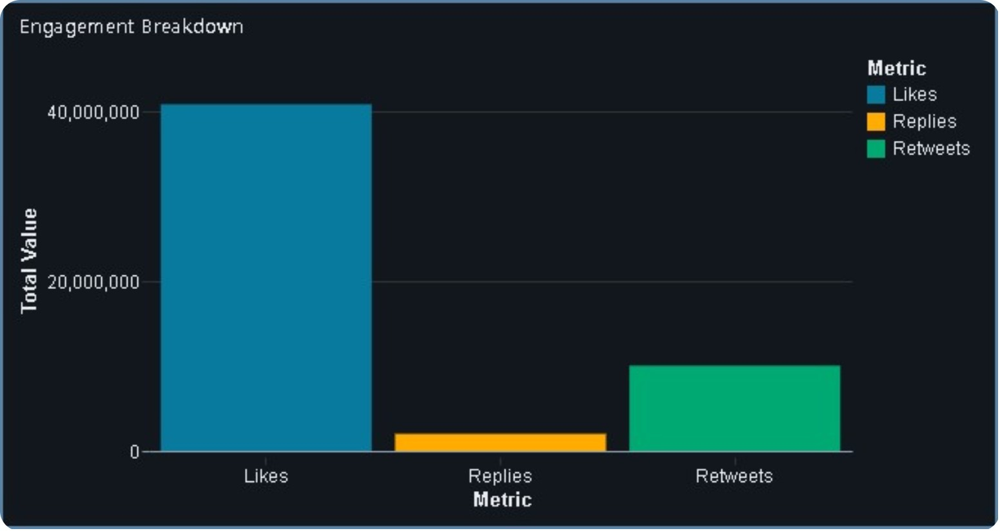 Engagement Breakdown
Metric
Likes
Replies
Retweets
40,000,000
20,000,000
0
Total Value
Likes
Replies
Retweets
Metric